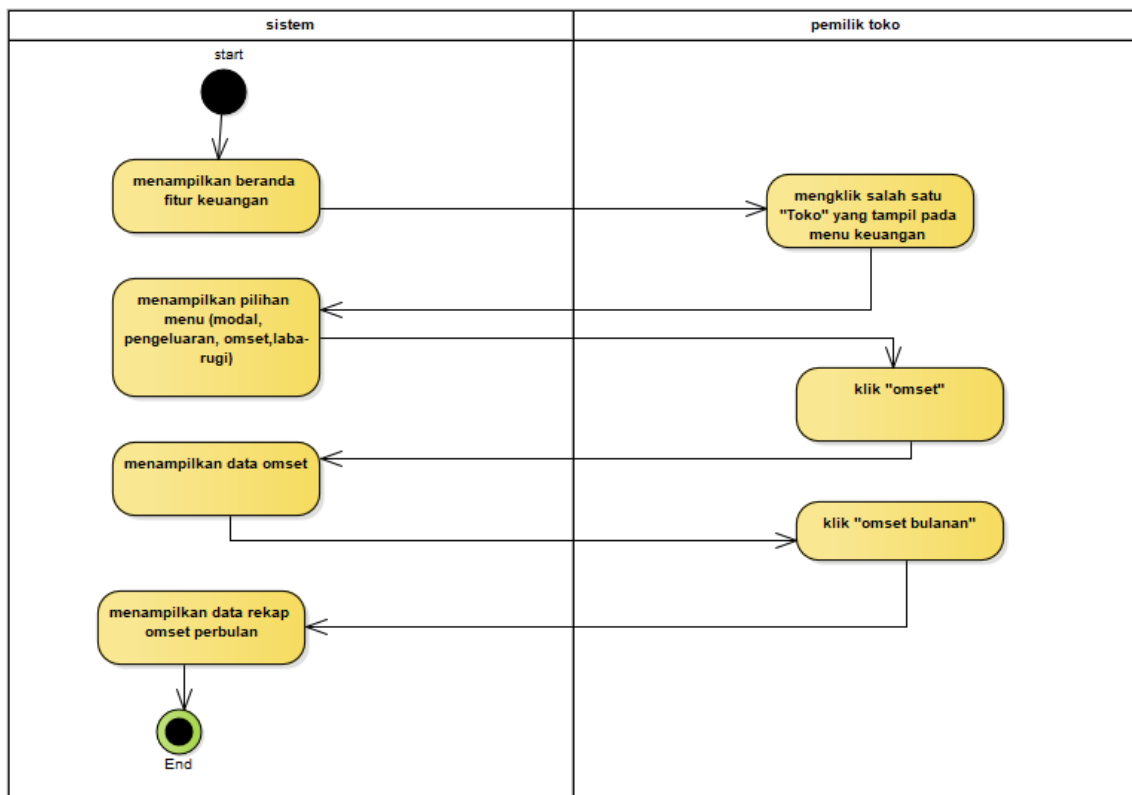 sistem
pemilik toko
start
menampilkan beranda
fitur keuangan
mengklik salah satu
"Toko" yang tampil pada
menu keuangan
menampilkan pilihan
menu (modal,
pengeluaran, omset,laba-
rugi)
klik "omset"
menampilkan data omset
klik "omset bulanan"
menampilkan data rekap
omset perbulan
End